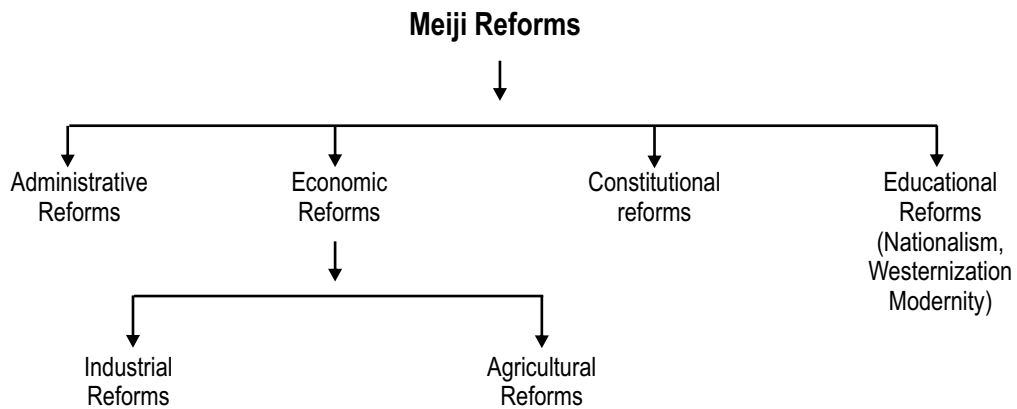 Meiji Reforms
Administrative
Reforms
Economic
Reforms
Constitutional
reforms
Educational
Reforms
(Nationalism,
Westernization
Modernity)
Industrial
Reforms
Agricultural
Reforms